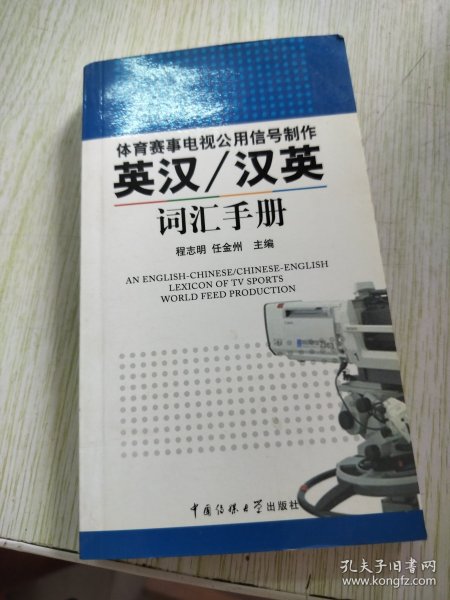 体育赛事电视公用信号制作
英汉/汉英
词汇手册
程志明 任金州 主编
AN ENGLISH-CHINESE/CHINESE-ENGLISH
LEXICON OF TV SPORTS
WORLD FEED PRODUCTION
中国传媒大学出版社
孔夫子旧书网
www.kongfz.com